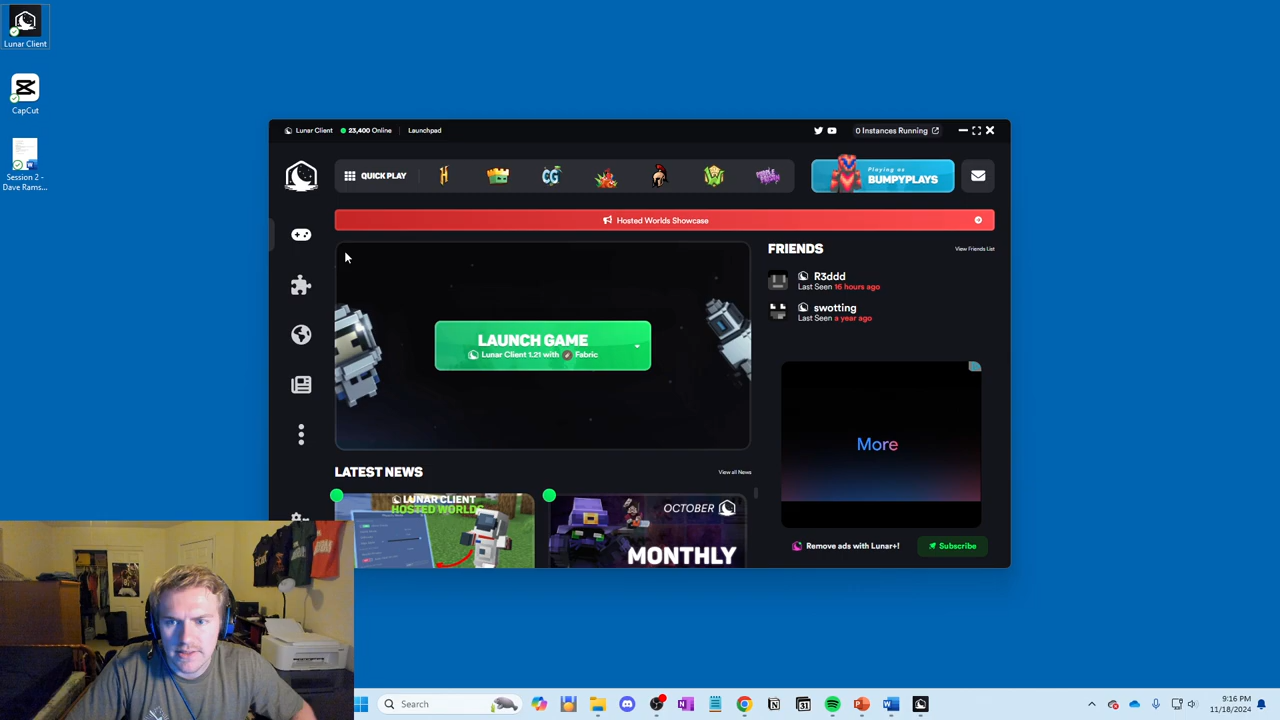 Lunar Client
CapCut
Session 2 -
Dave Rams...
Lunar Client
23,400 Online
Launchpad
0 Instances Running
QUICK PLAY
CG
Playing as
BUMPYPLAYS
Hosted Worlds Showcase
LAUNCH GAME
Lunar Client 1.21 with Fabric
FRIENDS
View Friends List
R3ddd
Last Seen 16 hours ago
swotting
Last Seen a year ago
More
LATEST NEWS
View all News
LUNAR CLIENT
HOSTED WORLDS
OCTOBER
MONTHLY
Remove ads with Lunar+!
Subscribe
Search
9:16 PM
11/18/2024